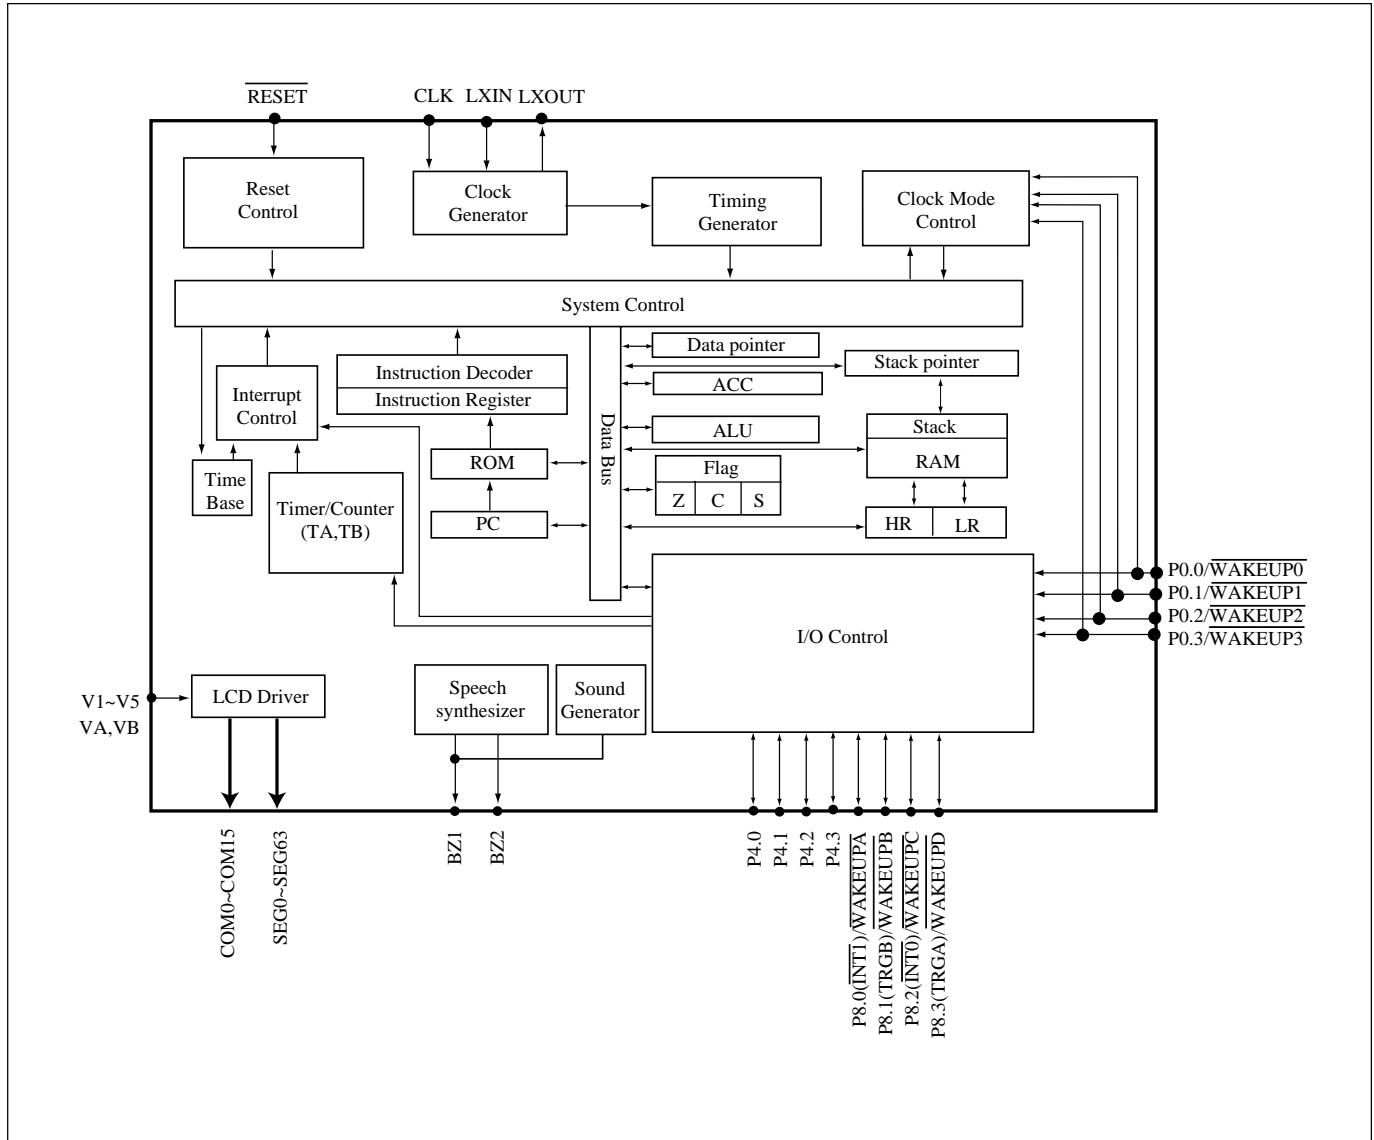 RESET
CLK LXIN LXOUT
Reset
Control
Clock
Generator
Timing
Generator
Clock Mode
Control
System Control
Data pointer
Stack pointer
Instruction Decoder
Instruction Register
ACC
Interrupt
Control
Data Bus
ALU
Stack
RAM
ROM
Flag
Z C S
Time
Base
Timer/Counter
(TA,TB)
PC
HR LR
P0.0/WAKEUP0
P0.1/WAKEUP1
P0.2/WAKEUP2
P0.3/WAKEUP3
I/O Control
V1~V5
VA,VB
LCD Driver
Speech
synthesizer
Sound
Generator
COM0~COM15
SEG0~SEG63
BZ1
BZ2
P4.0
P4.1
P4.2
P4.3
P8.0(INT1)/WAKEUPA
P8.1(TRGB)/WAKEUPB
P8.2(INT0)/WAKEUPC
P8.3(TRGA)/WAKEUPD